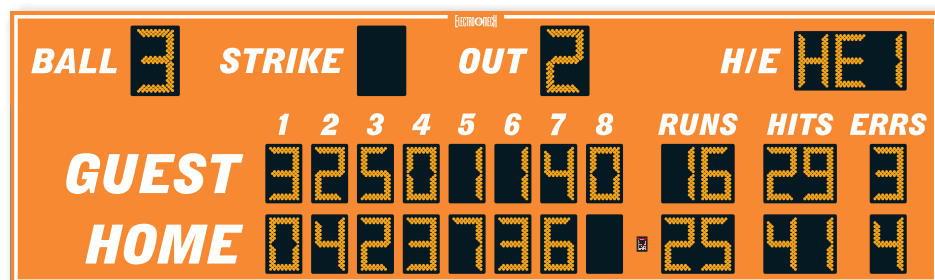 ELECTRO-MECH
BALL 3 STRIKE OUT 2 H/E HE 1
1 2 3 4 5 6 7 8 RUNS HITS ERRS
GUEST 3 2 5 0 1 1 4 0 16 29 3
HOME 0 4 2 3 7 3 6 25 41 4